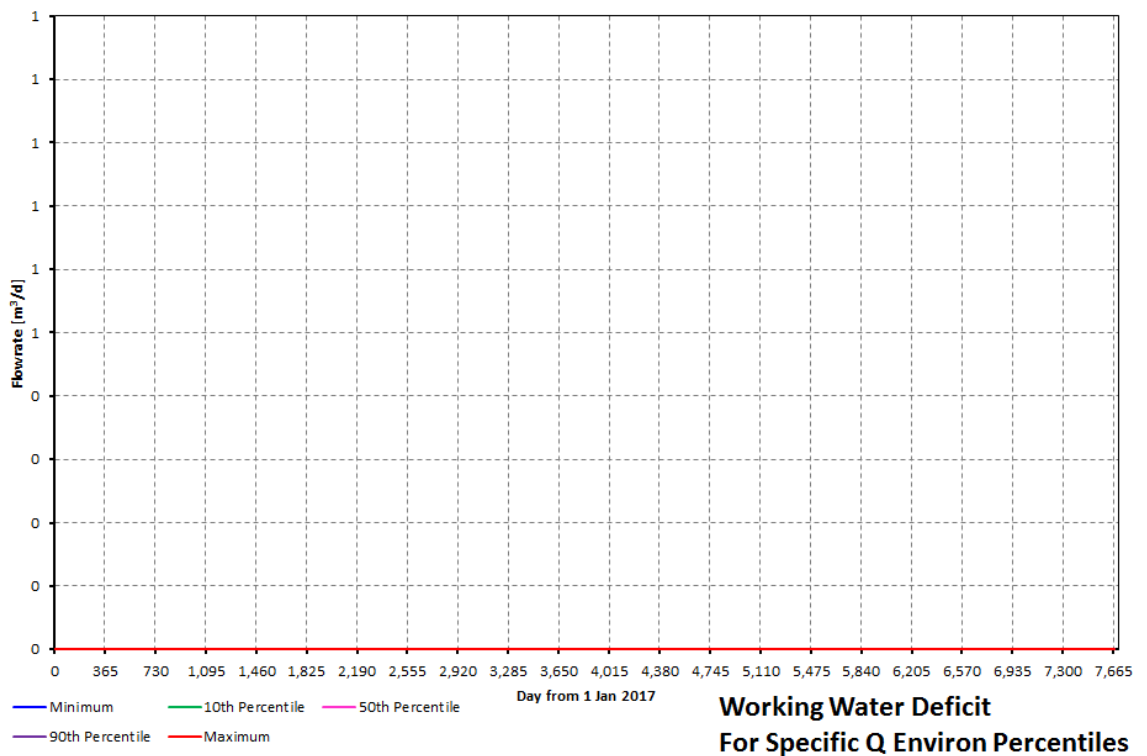 1
1
1
1
1
1
0
0
0
0
0
Flowrate [m³/d]
0 365 730 1,095 1,460 1,825 2,190 2,555 2,920 3,285 3,650 4,015 4,380 4,745 5,110 5,475 5,840 6,205 6,570 6,935 7,300 7,665
Day from 1 Jan 2017
Minimum 10th Percentile 50th Percentile
90th Percentile Maximum
Working Water Deficit
For Specific Q Environ Percentiles